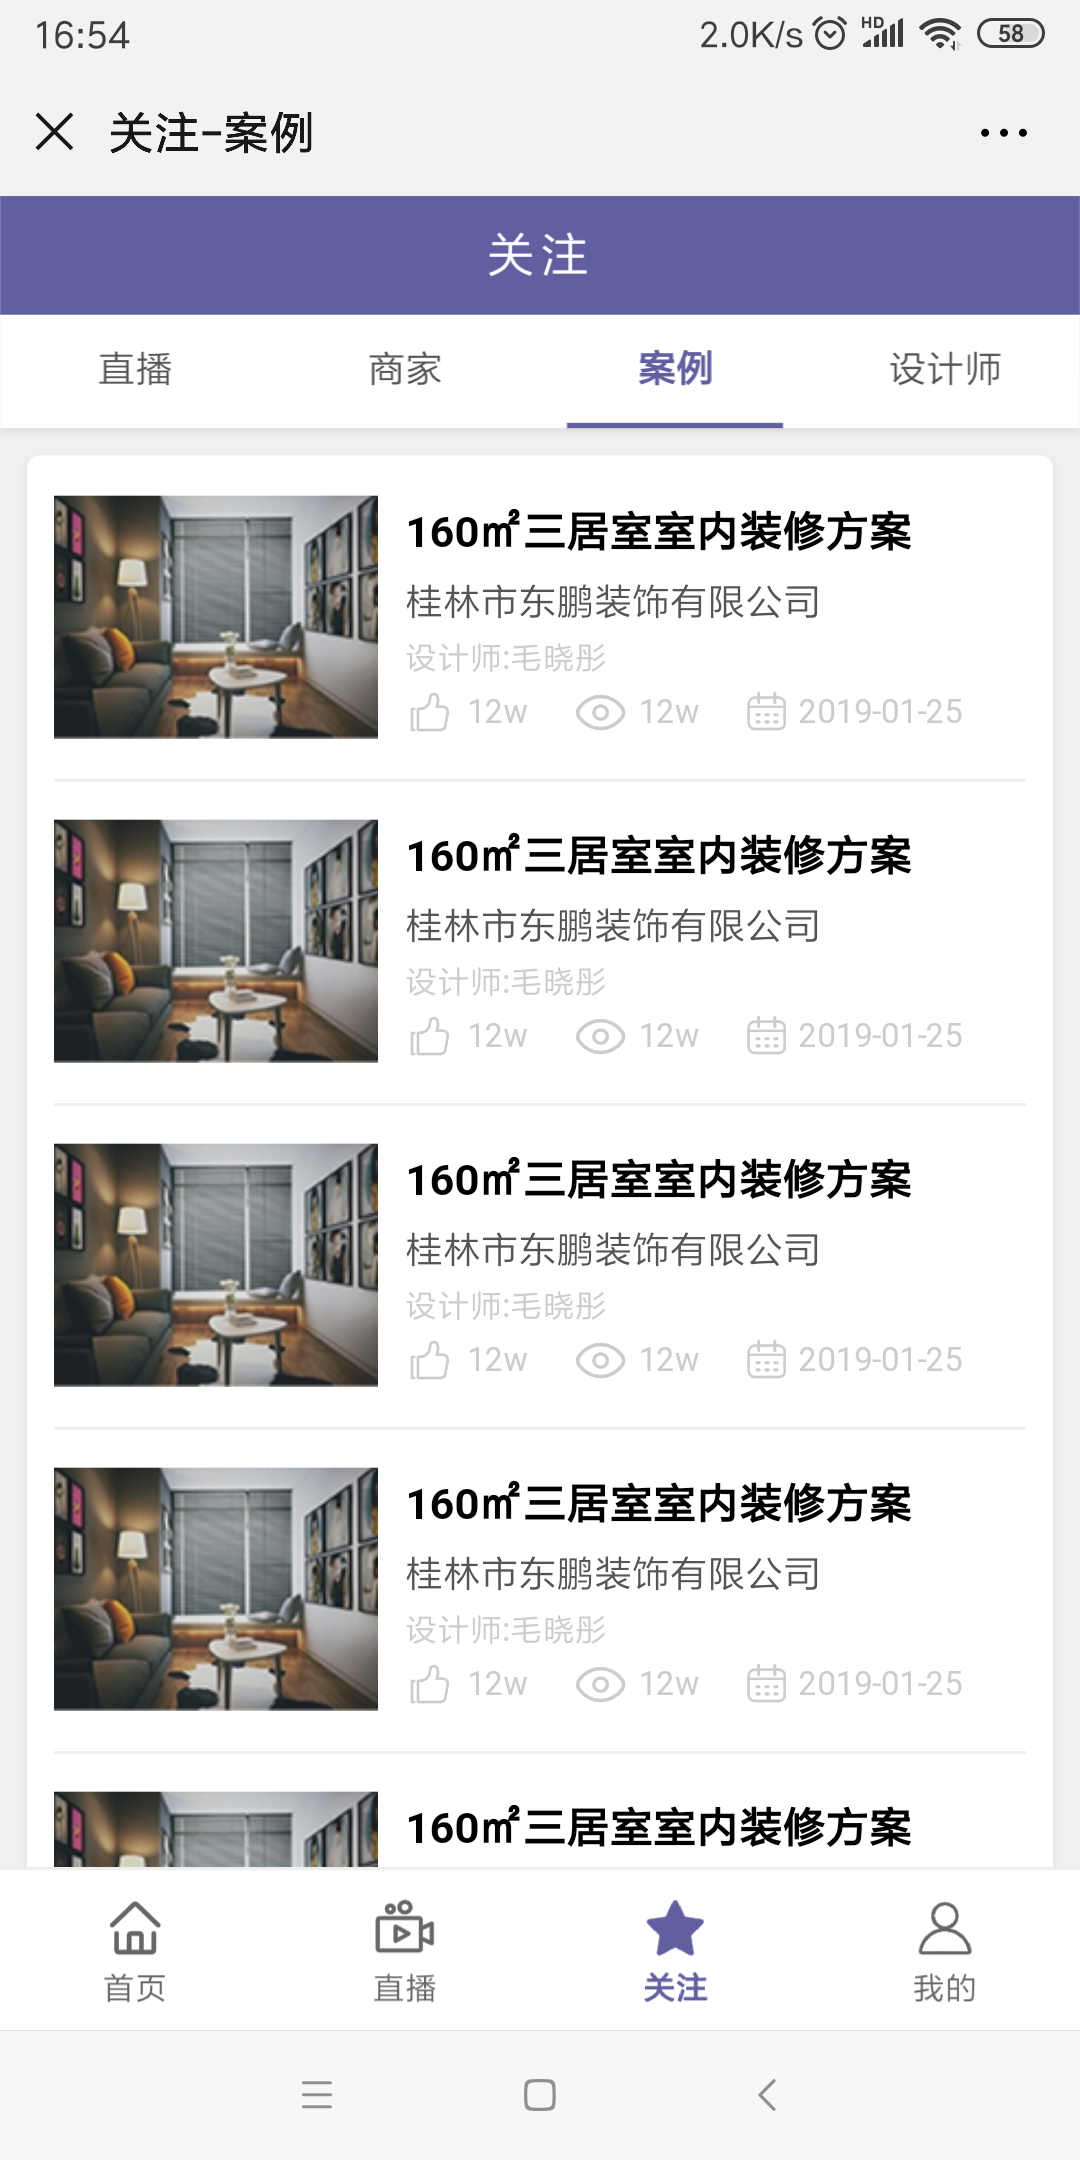 16:54 2.0K/s HD 58
关注-案例
关注
直播 商家 案例 设计师
160㎡三居室室内装修方案
桂林市东鹏装饰有限公司
设计师:毛晓彤
12w 12w 2019-01-25
160㎡三居室室内装修方案
桂林市东鹏装饰有限公司
设计师:毛晓彤
12w 12w 2019-01-25
160㎡三居室室内装修方案
桂林市东鹏装饰有限公司
设计师:毛晓彤
12w 12w 2019-01-25
160㎡三居室室内装修方案
桂林市东鹏装饰有限公司
设计师:毛晓彤
12w 12w 2019-01-25
160㎡三居室室内装修方案
首页 直播 关注 我的